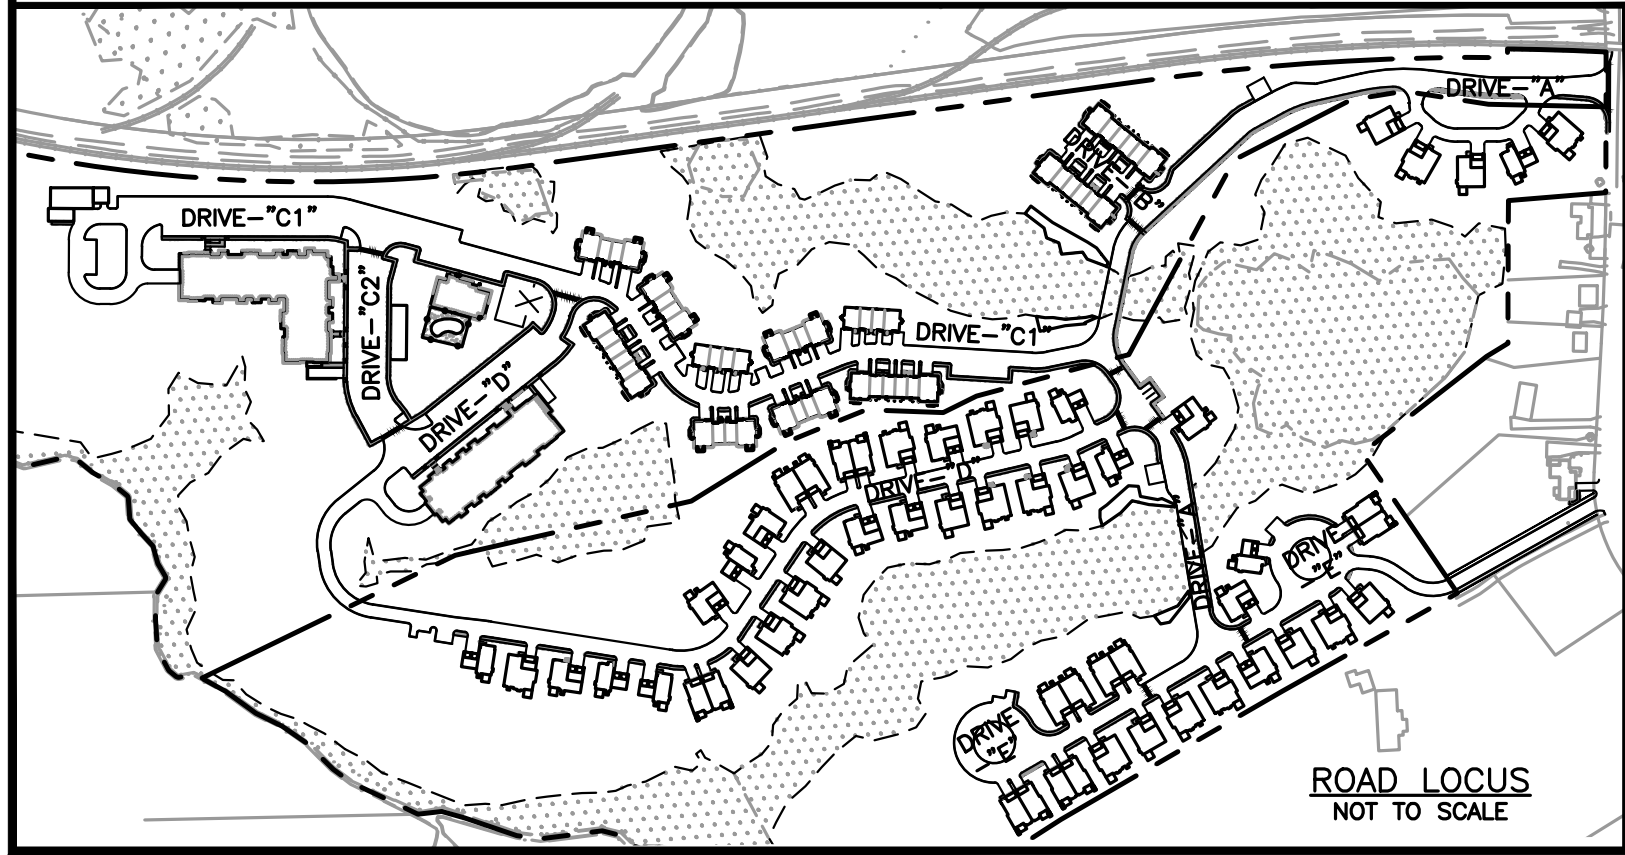 DRIVE-"A"
DRIVE-"B"
DRIVE-"C1"
DRIVE-"C2"
DRIVE-"C1"
DRIVE-"D"
DRIVE-"D"
DRIVE-"A"
DRIVE-
"E"
DRIVE-
"E"
ROAD LOCUS
NOT TO SCALE